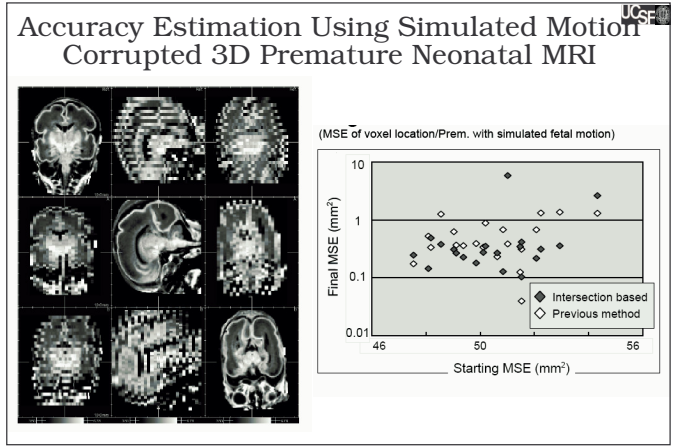 UCSF
Accuracy Estimation Using Simulated Motion
Corrupted 3D Premature Neonatal MRI
(MSE of voxel location/Prem. with simulated fetal motion)
10
1
0.1
0.01
Final MSE (mm²)
Intersection based
Previous method
46
50
56
Starting MSE (mm²)